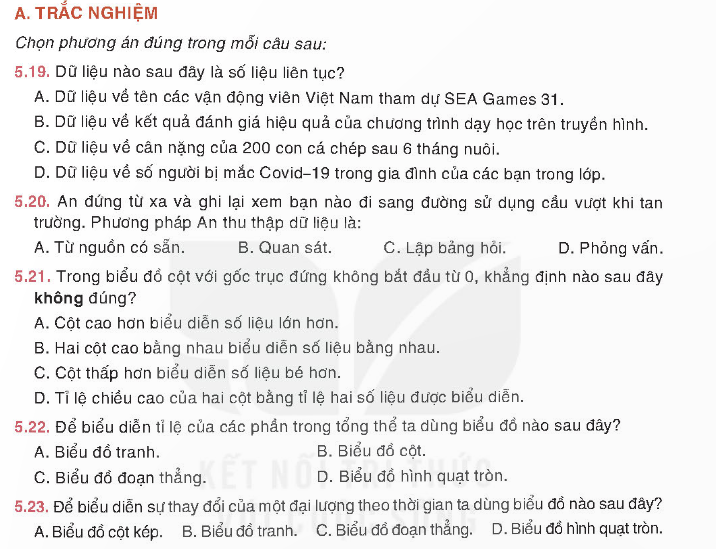 A. TRẮC NGHIỆM
Chọn phương án đúng trong mỗi câu sau:
5.19. Dữ liệu nào sau đây là số liệu liên tục?
A. Dữ liệu về tên các vận động viên Việt Nam tham dự SEA Games 31.
B. Dữ liệu về kết quả đánh giá hiệu quả của chương trình dạy học trên truyền hình.
C. Dữ liệu về cân nặng của 200 con cá chép sau 6 tháng nuôi.
D. Dữ liệu về số người bị mắc Covid–19 trong gia đình của các bạn trong lớp.
5.20. An đứng từ xa và ghi lại xem bạn nào đi sang đường sử dụng cầu vượt khi tan
trường. Phương pháp An thu thập dữ liệu là:
A. Từ nguồn có sẵn. B. Quan sát. C. Lập bảng hỏi. D. Phỏng vấn.
5.21. Trong biểu đồ cột với gốc trục đứng không bắt đầu từ 0, khẳng định nào sau đây
không đúng?
A. Cột cao hơn biểu diễn số liệu lớn hơn.
B. Hai cột cao bằng nhau biểu diễn số liệu bằng nhau.
C. Cột thấp hơn biểu diễn số liệu bé hơn.
D. Tỉ lệ chiều cao của hai cột bằng tỉ lệ hai số liệu được biểu diễn.
5.22. Để biểu diễn tỉ lệ của các phần trong tổng thể ta dùng biểu đồ nào sau đây?
A. Biểu đồ tranh. B. Biểu đồ cột.
C. Biểu đồ đoạn thẳng. D. Biểu đồ hình quạt tròn.
KẾT NỐI TRI THỨC
5.23. Để biểu diễn sự thay đổi của một đại lượng theo thời gian ta dùng biểu đồ nào sau đây?
VỚI CUỘC SỐNG
A. Biểu đồ cột kép. B. Biểu đồ tranh. C. Biểu đồ đoạn thẳng. D. Biểu đồ hình quạt tròn.